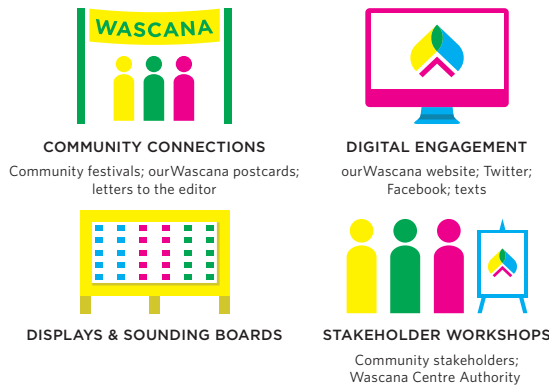 WASCANA
COMMUNITY CONNECTIONS
Community festivals; ourWascana postcards;
letters to the editor
DIGITAL ENGAGEMENT
ourWascana website; Twitter;
Facebook; texts
DISPLAYS & SOUNDING BOARDS
STAKEHOLDER WORKSHOPS
Community stakeholders;
Wascana Centre Authority